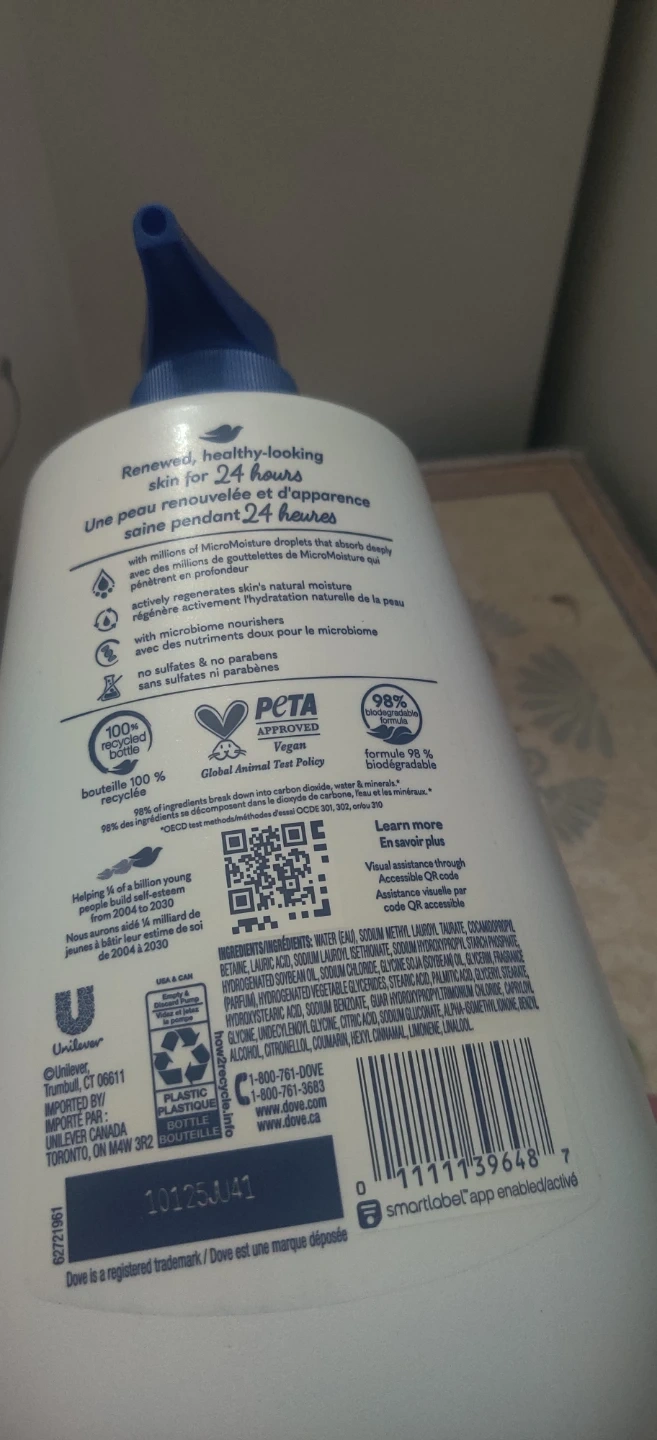 Renewed, healthy-looking
skin for 24 hours
Une peau renouvelée et d'apparence
saine pendant 24 heures
with millions of MicroMoisture droplets that absorb deeply
avec des millions de gouttelettes de MicroMoisture qui
pénètrent en profondeur
actively regenerates skin's natural moisture
régénère activement l'hydratation naturelle de la peau
with microbiome nourishers
avec des nutriments doux pour le microbiome
no sulfates & no parabens
sans sulfates ni parabènes
100%
recycled
bottle
bouteille 100 %
recyclée
PETA
APPROVED
Vegan
Global Animal Test Policy
98%
biodegradable
formula
formule 98 %
biodégradable
98% of ingredients break down into carbon dioxide, water & minerals.*
98% des ingrédients se décomposent dans le dioxyde de carbone, l'eau et les minéraux.*
*OECD test methods/méthodes d'essai OCDE 301, 302, on/ou 310
Helping ¼ of a billion young
people build self-esteem
from 2004 to 2030
Nous aurons aidé ¼ milliard de
jeunes à bâtir leur estime de soi
de 2004 à 2030
Learn more
En savoir plus
Visual assistance through
Accessible QR code
Assistance visuelle par
code QR accessible
INGREDIENTS/INGRÉDIENTS: WATER (EAU), SODIUM METHYL LAUROYL TAURATE, COCAMIDOPROPYL
BETAINE, LAURIC ACID, SODIUM LAUROYL ISETHIONATE, SODIUM HYDROXYPROPYL STARCH PHOSPHATE,
HYDROGENATED SOYBEAN OIL, SODIUM CHLORIDE, GLYCINE SOJA (SOYBEAN) OIL, GLYCERIN, FRAGRANCE
(PARFUM), HYDROGENATED VEGETABLE GLYCERIDES, STEARIC ACID, PALMITIC ACID, GLYCERYL STEARATE,
HYDROXYSTEARIC ACID, SODIUM BENZOATE, GUAR HYDROXYPROPYLTRIMONIUM CHLORIDE, CAPRYLOYL
GLYCINE, UNDECYLENOYL GLYCINE, CITRIC ACID, SODIUM GLUCONATE, ALPHA-ISOMETHYL IONONE, BENZYL
ALCOHOL, CITRONELLOL, COUMARIN, HEXYL CINNAMAL, LIMONENE, LINALOOL.
Unilever
©Unilever,
Trumbull, CT 06611
IMPORTED BY/
IMPORTÉ PAR :
UNILEVER CANADA
TORONTO, ON M4W 3R2
USA & CAN
Empty &
Discard Pump
Videz et jetez
la pompe
PLASTIC
PLASTIQUE
BOTTLE
BOUTEILLE
how2recycle.info
1-800-761-DOVE
1-800-761-3683
www.dove.com
www.dove.ca
0 11111 39648 7
smartlabel™ app enabled/activé
10125JU41
62721961
Dove is a registered trademark / Dove est une marque déposée